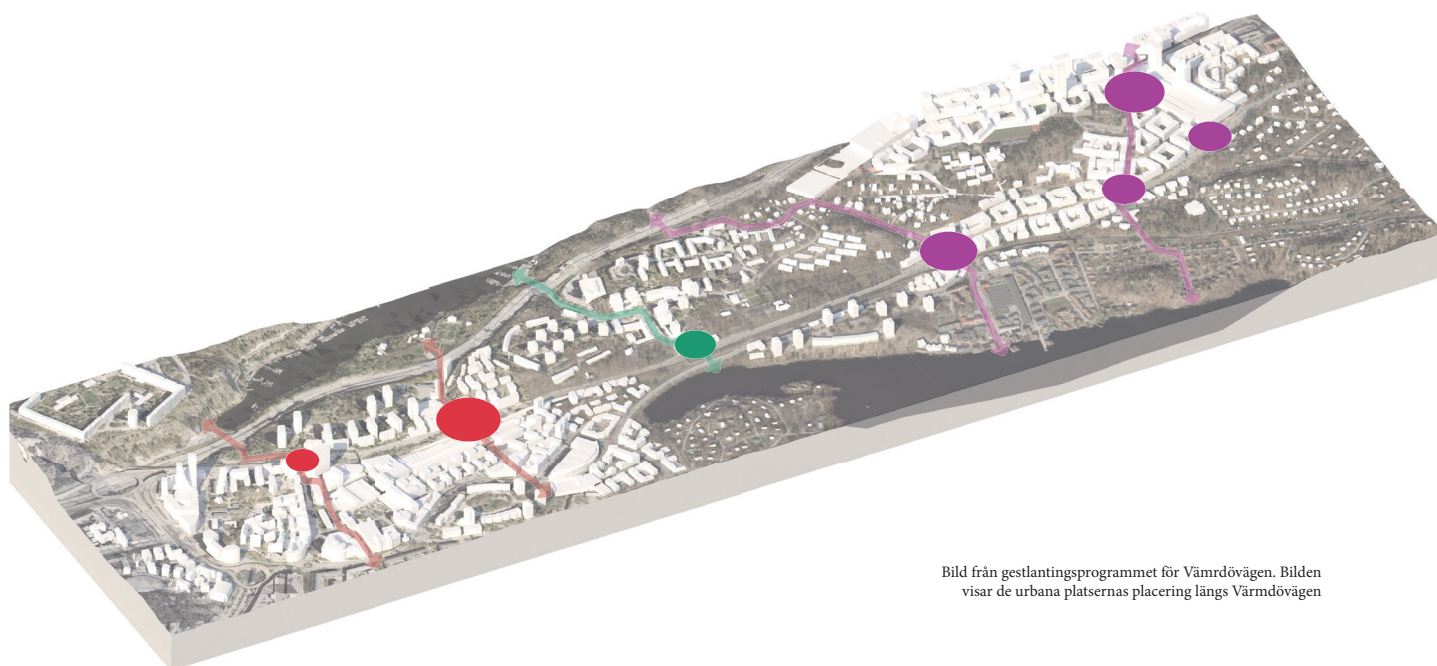 Bild från gestlantingsprogrammet för Vämrdövägen. Bilden
visar de urbana platsernas placering längs Värmdövägen